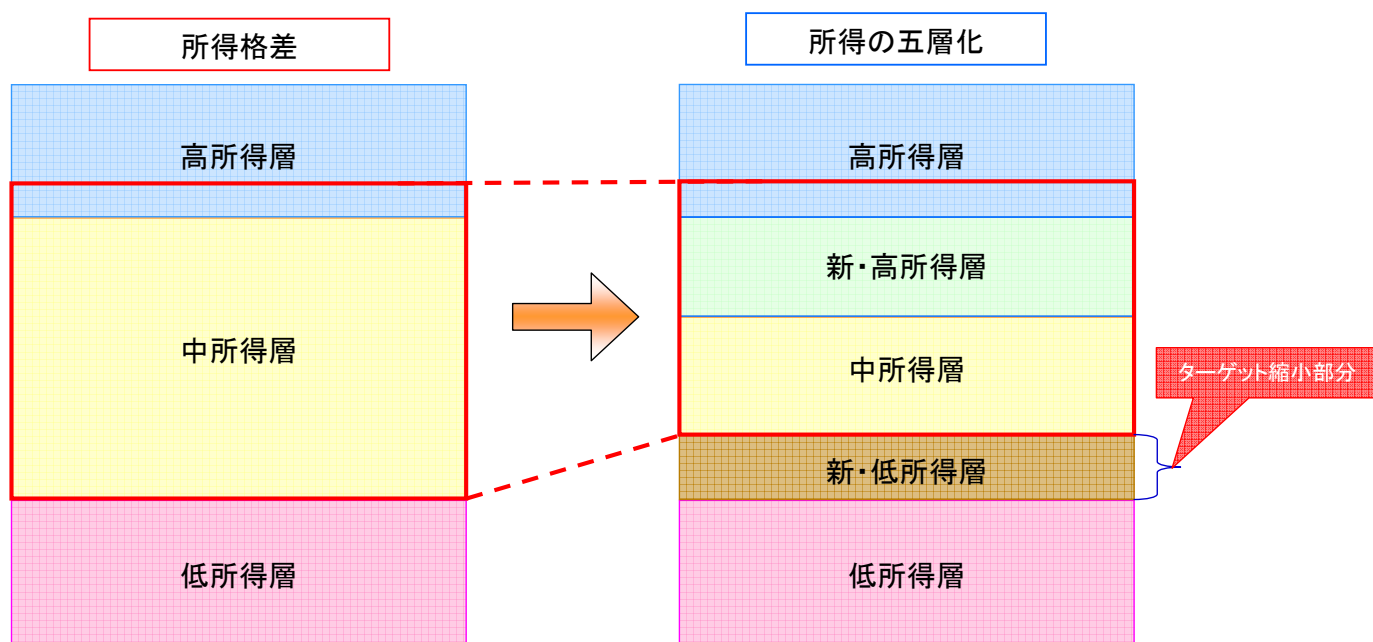 所得格差
所得の五層化
高所得層
中所得層
低所得層
高所得層
新・高所得層
中所得層
新・低所得層
低所得層
ターゲット縮小部分